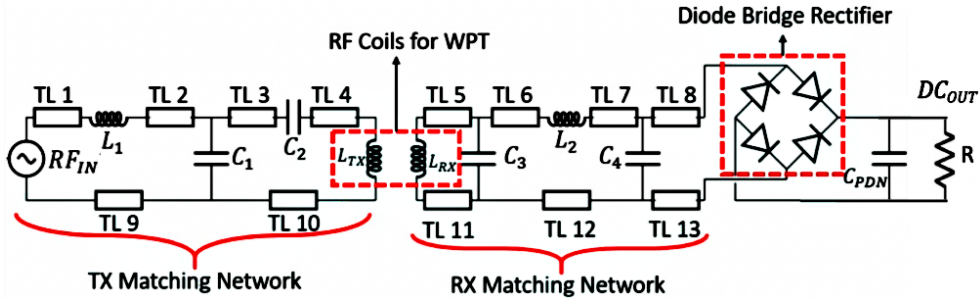 Diode Bridge Rectifier
RF Coils for WPT
TL 1
TL 2
TL 3
TL 4
TL 5
TL 6
TL 7
TL 8
DC_OUT
L_1
C_2
L_2
RF_IN
C_1
L_TX
L_RX
C_3
C_4
C_PDN
R
TL 9
TL 10
TL 11
TL 12
TL 13
TX Matching Network
RX Matching Network